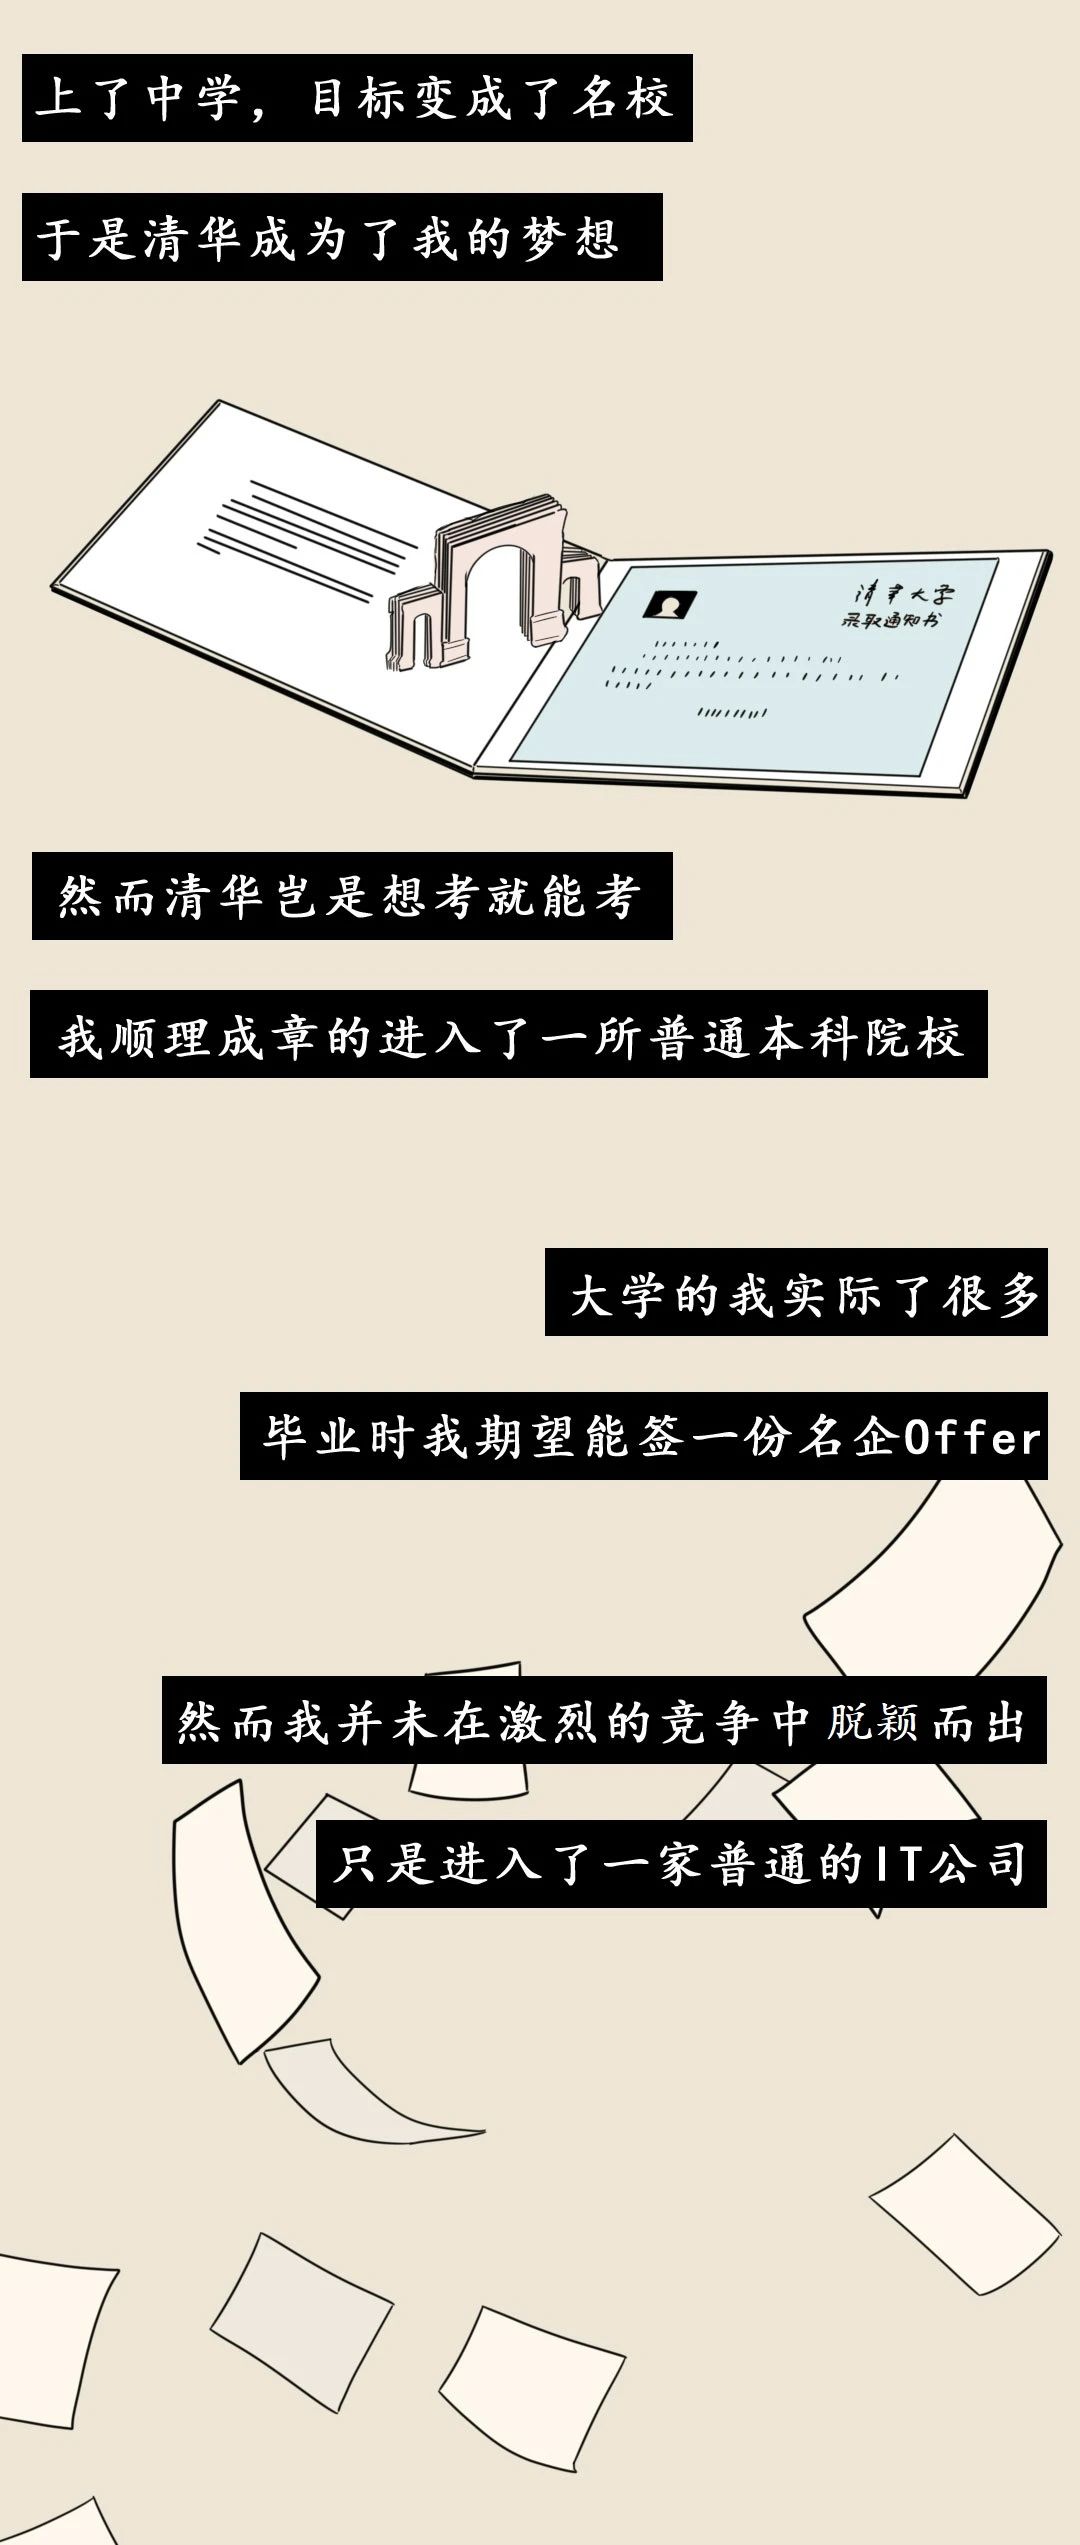 上了中学，目标变成了名校
于是清华成为了我的梦想
清华大学
录取通知书
然而清华岂是想考就能考
我顺理成章的进入了一所普通本科院校
大学的我实际了很多
毕业时我期望能签一份名企Offer
然而我并未在激烈的竞争中脱颖而出
只是进入了一家普通的IT公司